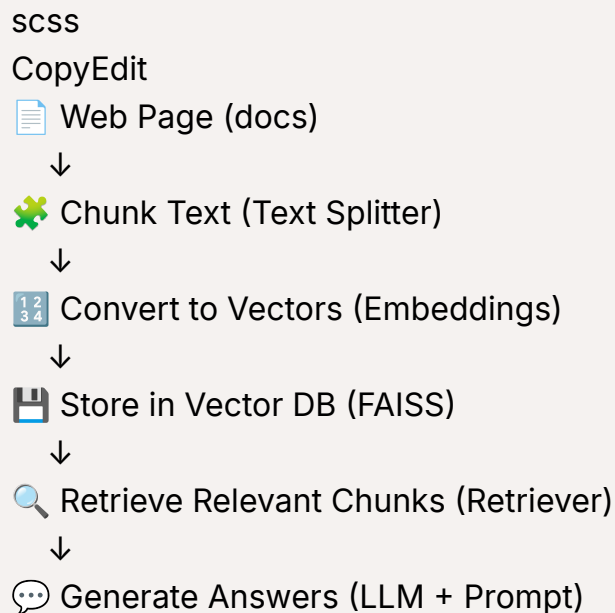 scss
CopyEdit
📄 Web Page (docs)
↓
🧩 Chunk Text (Text Splitter)
↓
🔢 Convert to Vectors (Embeddings)
↓
💾 Store in Vector DB (FAISS)
↓
🔍 Retrieve Relevant Chunks (Retriever)
↓
💬 Generate Answers (LLM + Prompt)